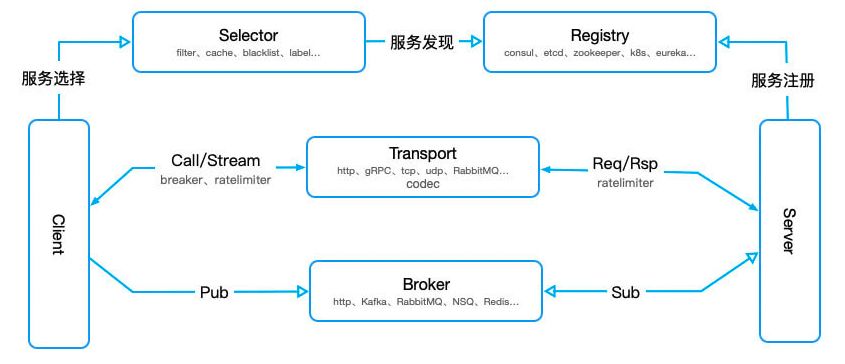 Selector
filter、cache、blacklist、label...
服务发现
Registry
consul、etcd、zookeeper、k8s、eureka...
服务选择
服务注册
Client
Call/Stream
breaker、ratelimiter
Transport
http、gRPC、tcp、udp、RabbitMQ...
codec
Req/Rsp
ratelimiter
Server
Pub
Broker
http、Kafka、RabbitMQ、NSQ、Redis...
Sub